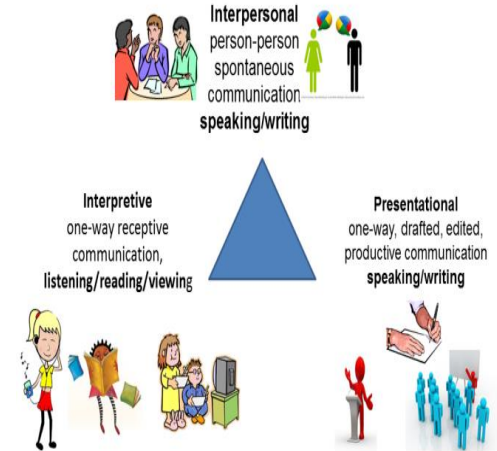 Interpersonal
person-person
spontaneous
communication
speaking/writing
Interpretive
one-way receptive
communication,
listening/reading/viewing
Presentational
one-way, drafted, edited,
productive communication
speaking/writing